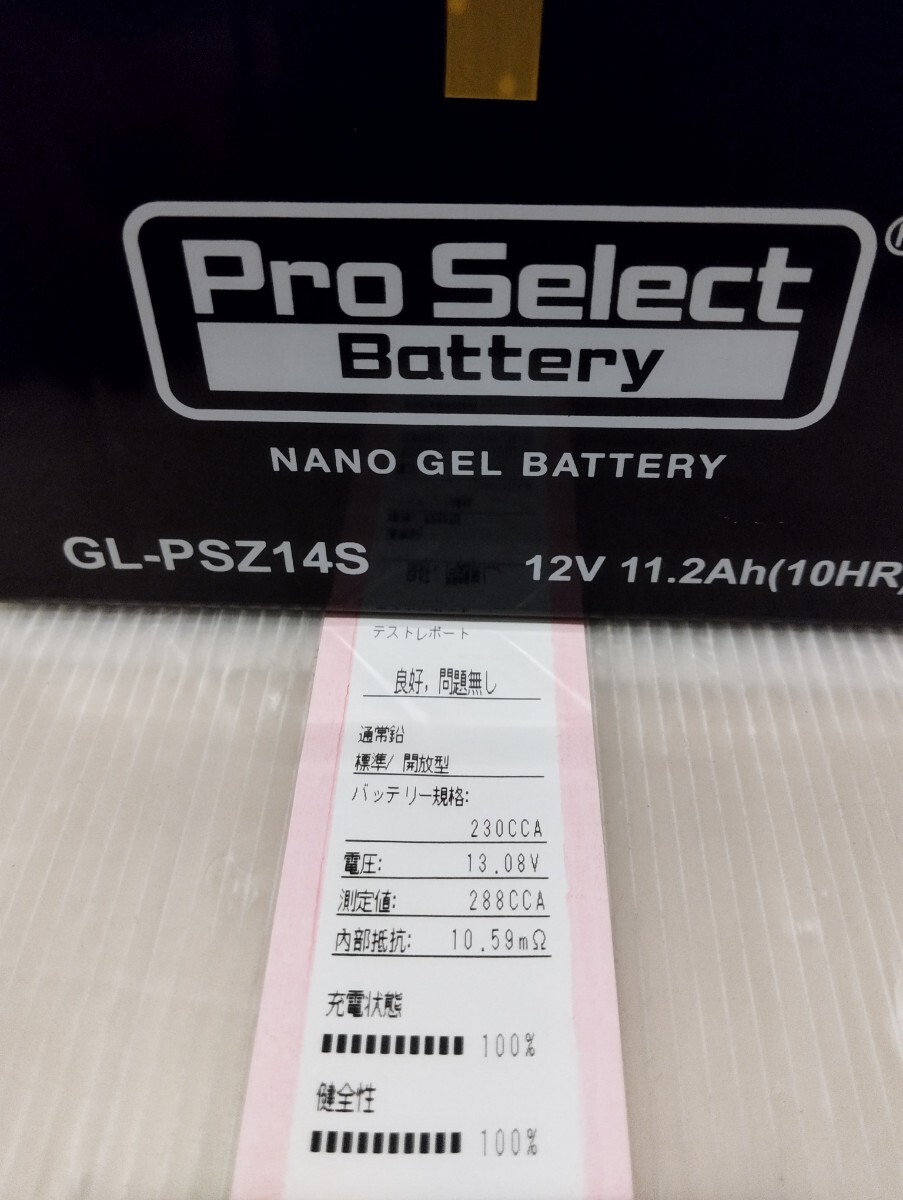 Pro Select
Battery
NANO GEL BATTERY
GL-PSZ14S 12V 11.2Ah(10HR)
テストレポート
良好, 問題無し
通常鉛
標準/ 開放型
バッテリー規格:
230CCA
電圧: 13.08V
測定値: 288CCA
内部抵抗: 10.59mΩ
充電状態
100%
健全性
100%